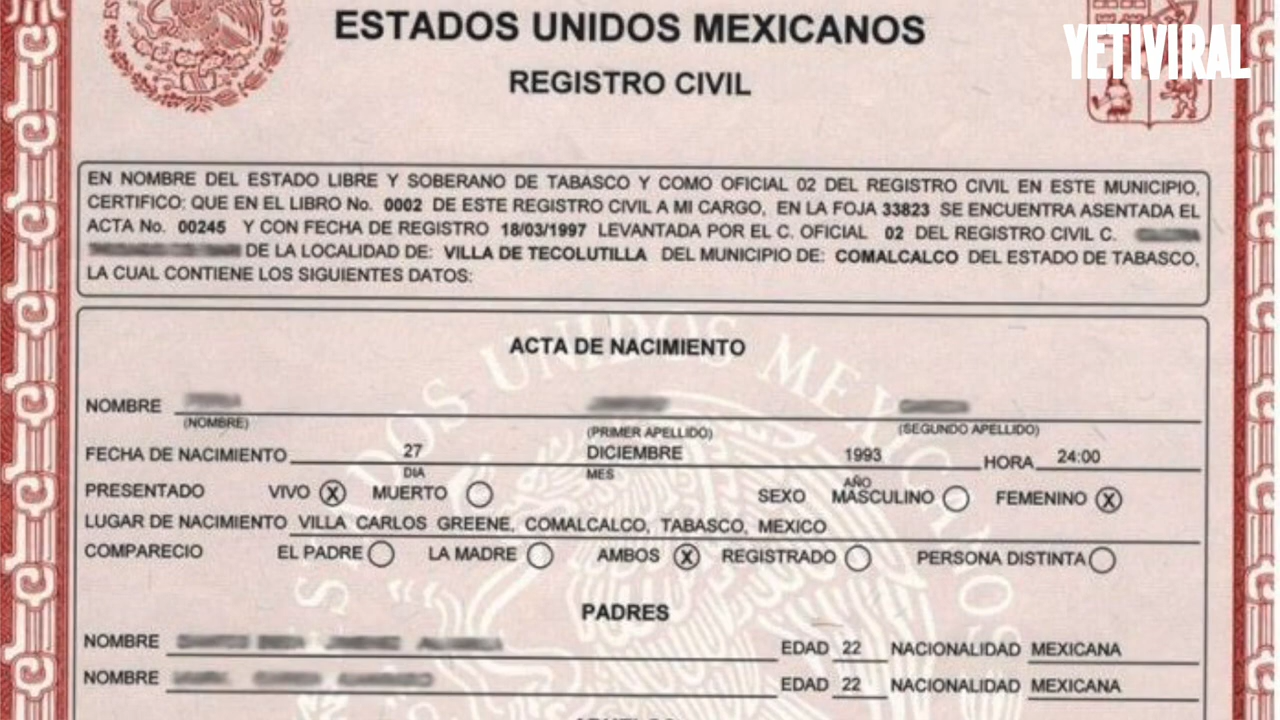 ESTADOS UNIDOS MEXICANOS
YETIVIRAL
REGISTRO CIVIL
EN NOMBRE DEL ESTADO LIBRE Y SOBERANO DE TABASCO Y COMO OFICIAL 02 DEL REGISTRO CIVIL EN ESTE MUNICIPIO,
CERTIFICO: QUE EN EL LIBRO No. 0002 DE ESTE REGISTRO CIVIL A MI CARGO, EN LA FOJA 33823 SE ENCUENTRA ASENTADA EL
ACTA No. 00245 Y CON FECHA DE REGISTRO 18/03/1997 LEVANTADA POR EL C. OFICIAL 02 DEL REGISTRO CIVIL C.
DE LA LOCALIDAD DE: VILLA DE TECOLUTILLA DEL MUNICIPIO DE: COMALCALCO DEL ESTADO DE TABASCO,
LA CUAL CONTIENE LOS SIGUIENTES DATOS:
ACTA DE NACIMIENTO
NOMBRE
(NOMBRE) (PRIMER APELLIDO) (SEGUNDO APELLIDO)
FECHA DE NACIMIENTO 27 DICIEMBRE 1993 HORA 24:00
DIA MES AÑO
PRESENTADO VIVO X MUERTO SEXO MASCULINO FEMENINO X
LUGAR DE NACIMIENTO VILLA CARLOS GREENE, COMALCALCO, TABASCO, MEXICO
COMPARECIO EL PADRE LA MADRE AMBOS X REGISTRADO PERSONA DISTINTA
PADRES
NOMBRE EDAD 22 NACIONALIDAD MEXICANA
NOMBRE EDAD 22 NACIONALIDAD MEXICANA